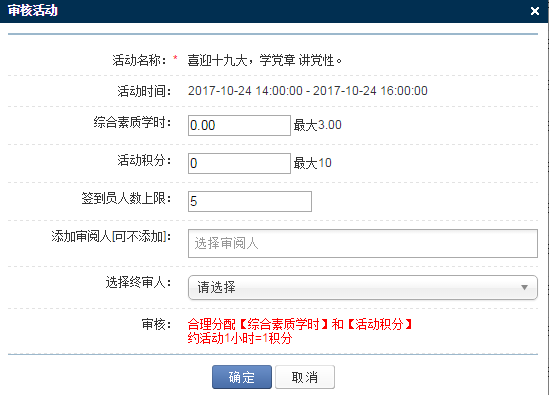 审核活动
活动名称：* 喜迎十九大，学党章 讲党性。
活动时间： 2017-10-24 14:00:00 - 2017-10-24 16:00:00
综合素质学时： 0.00 最大3.00
活动积分： 0 最大10
签到员人数上限： 5
添加审阅人[可不添加]： 选择审阅人
选择终审人： 请选择
审核： 合理分配【综合素质学时】和【活动积分】
约活动1小时=1积分
确定 取消